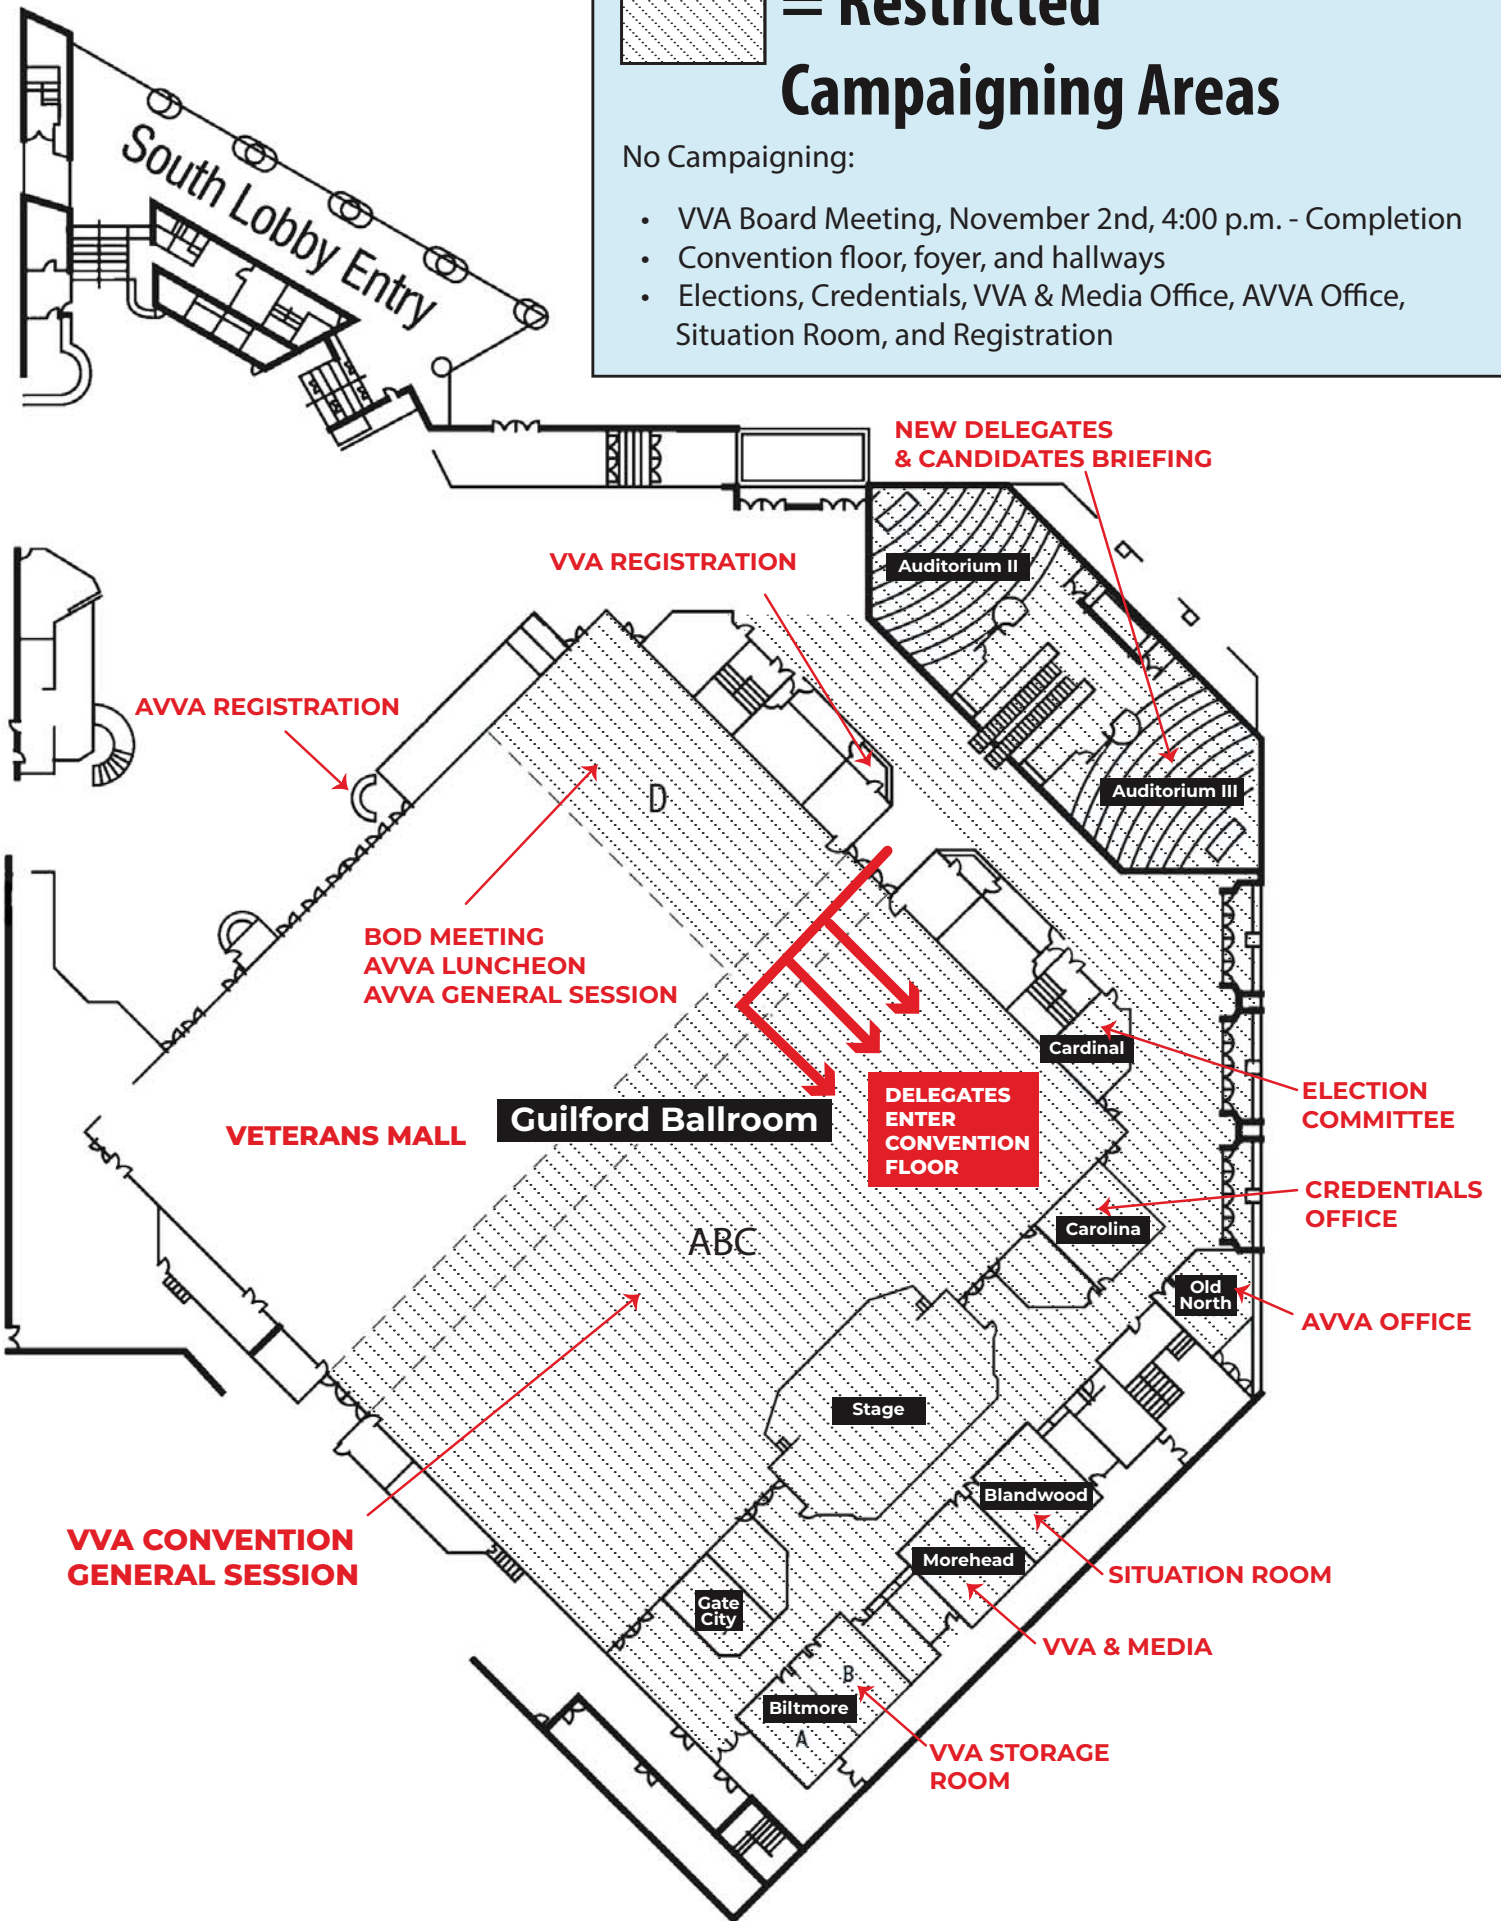 = Restricted
Campaigning Areas
No Campaigning:
• VVA Board Meeting, November 2nd, 4:00 p.m. - Completion
• Convention floor, foyer, and hallways
• Elections, Credentials, VVA & Media Office, AVVA Office,
Situation Room, and Registration
South Lobby Entry
NEW DELEGATES
& CANDIDATES BRIEFING
VVA REGISTRATION
Auditorium II
AVVA REGISTRATION
Auditorium III
D
BOD MEETING
AVVA LUNCHEON
AVVA GENERAL SESSION
Cardinal
DELEGATES
ENTER
CONVENTION
FLOOR
ELECTION
COMMITTEE
Guilford Ballroom
VETERANS MALL
CREDENTIALS
OFFICE
Carolina
ABC
Old
North
AVVA OFFICE
Stage
Blandwood
VVA CONVENTION
GENERAL SESSION
Morehead
SITUATION ROOM
Gate
City
VVA & MEDIA
B
Biltmore
A
VVA STORAGE
ROOM